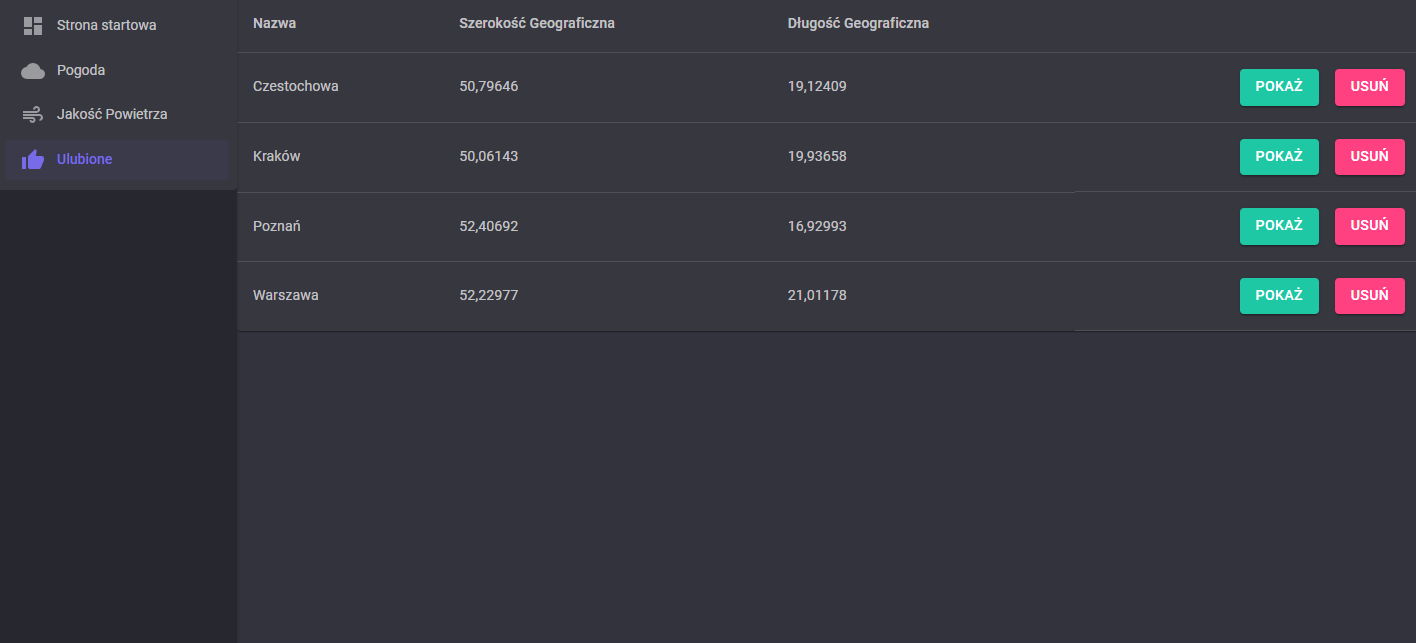 Strona startowa
Pogoda
Jakość Powietrza
Ulubione
Nazwa Szerokość Geograficzna Długość Geograficzna
Czestochowa 50,79646 19,12409 POKAŻ USUŃ
Kraków 50,06143 19,93658 POKAŻ USUŃ
Poznań 52,40692 16,92993 POKAŻ USUŃ
Warszawa 52,22977 21,01178 POKAŻ USUŃ